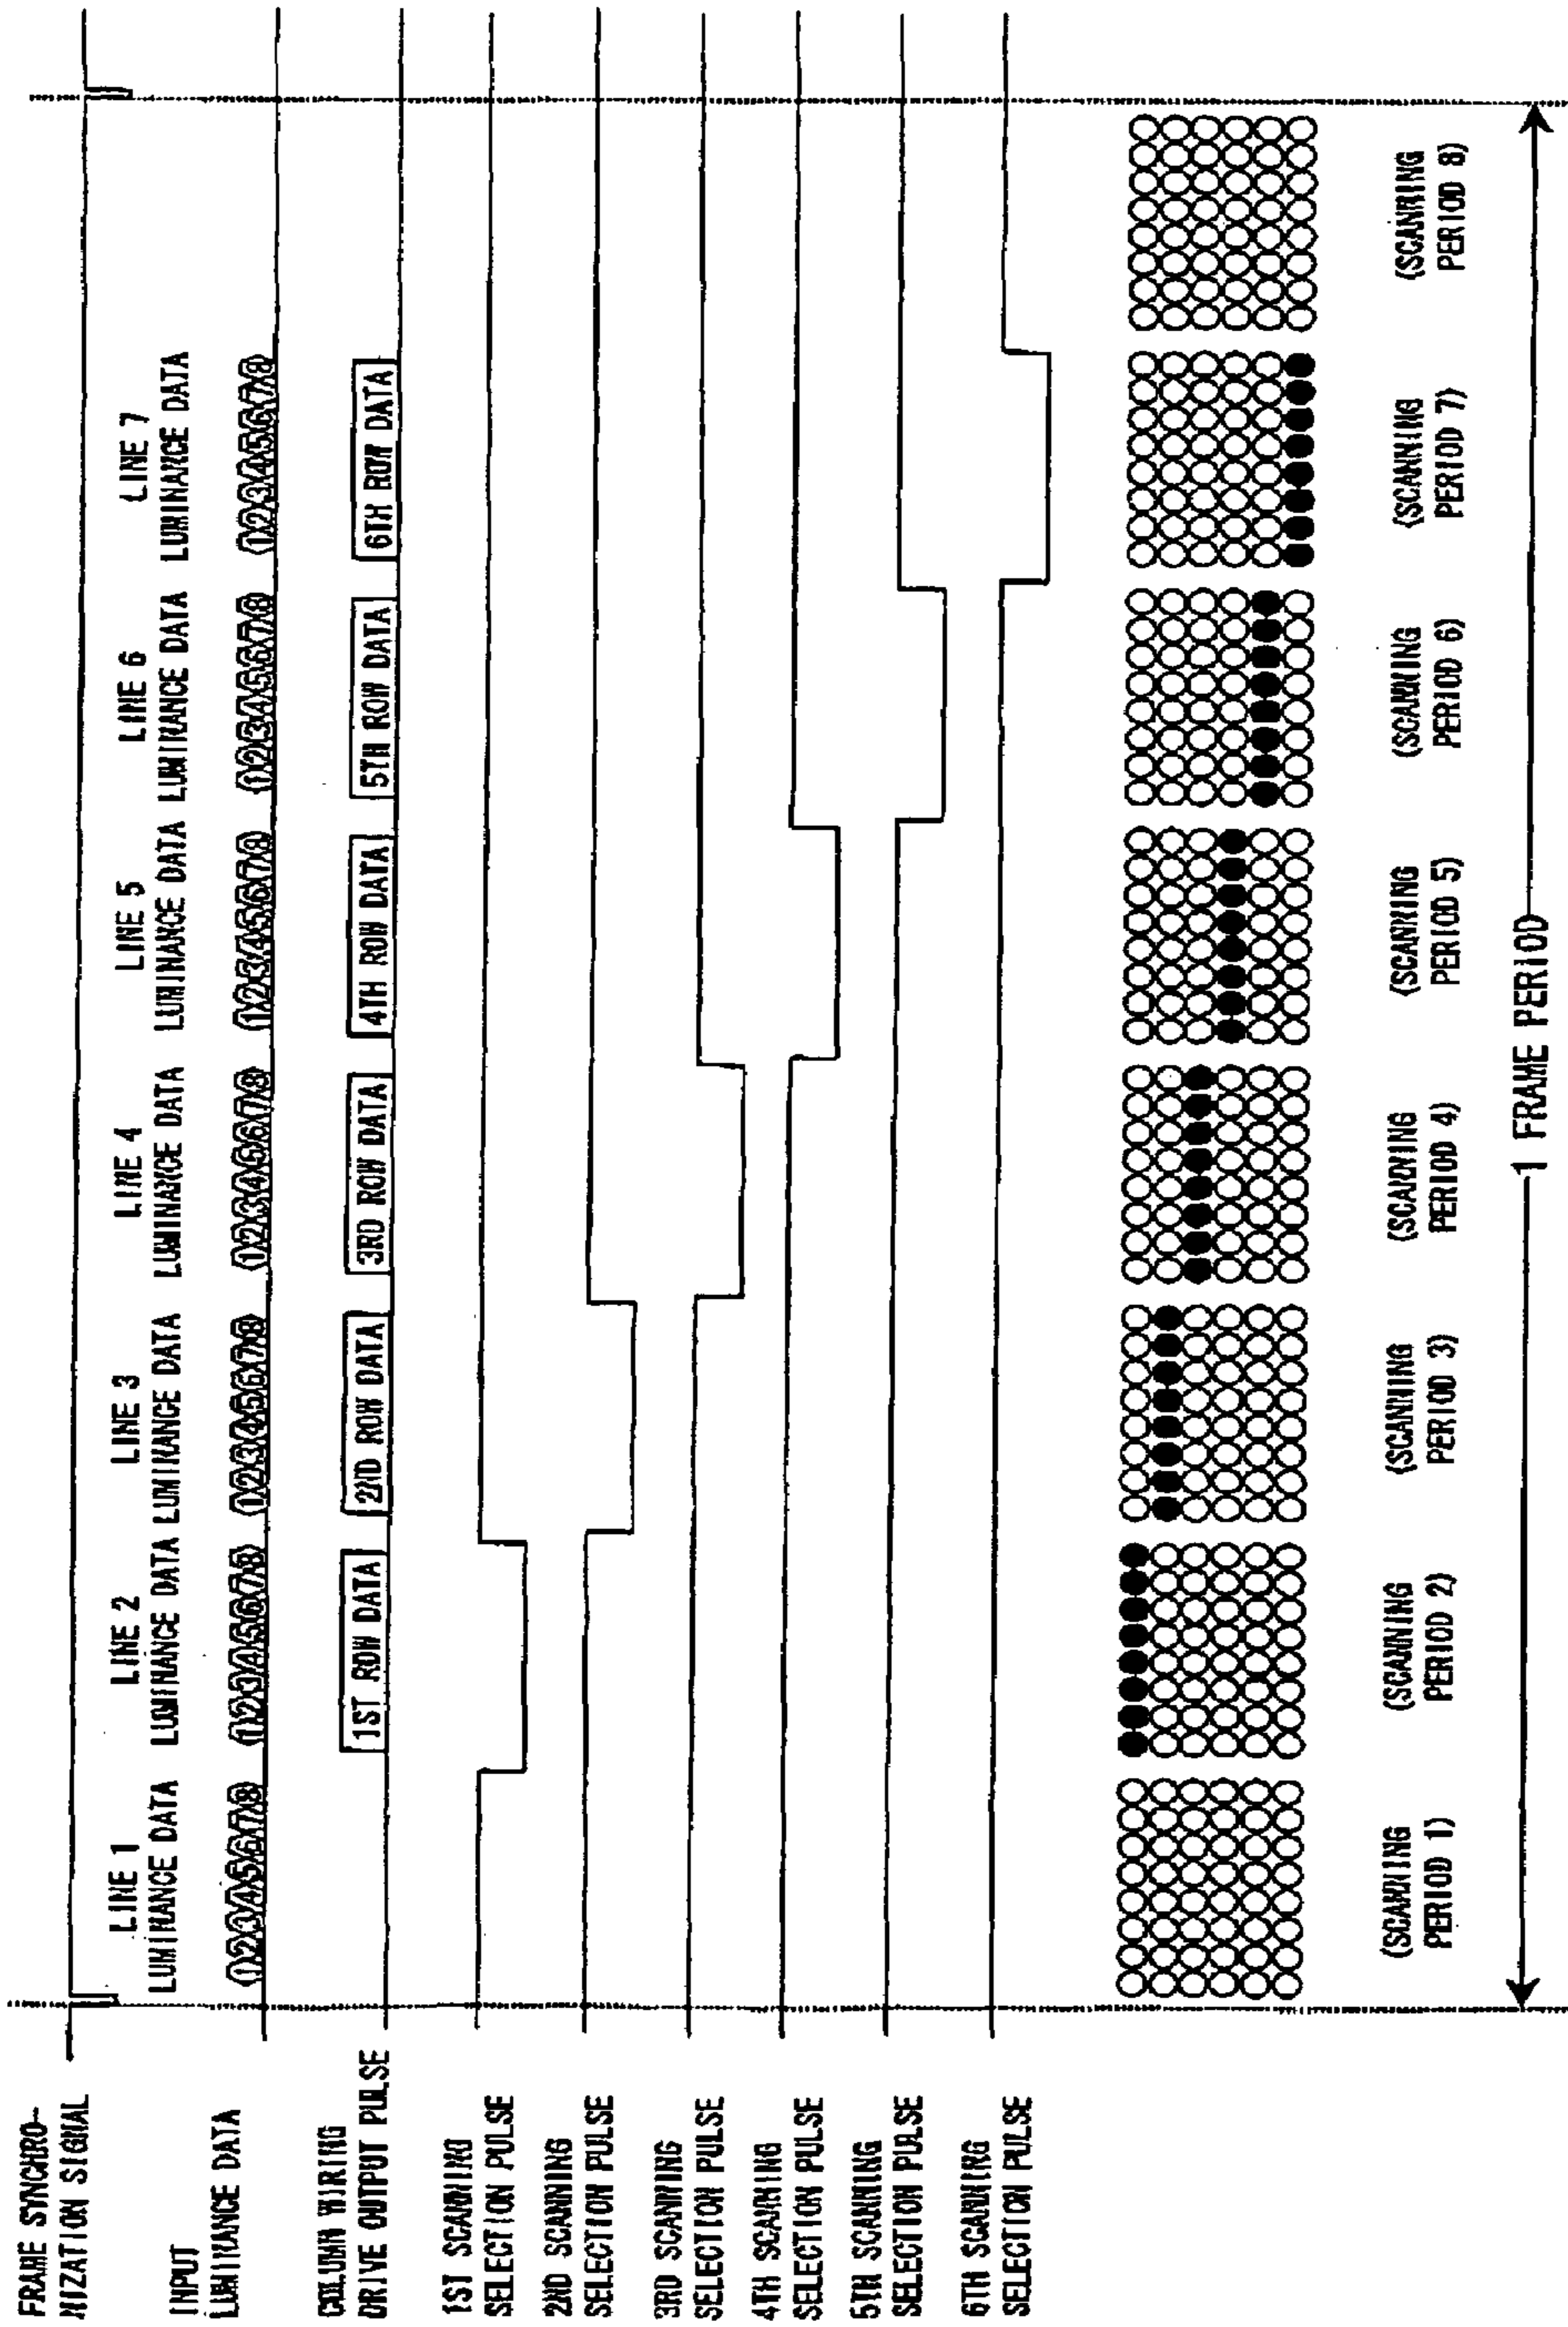 FRAME SYNCHRO-
NIZATION SIGNAL
INPUT
LUMINANCE DATA
LINE 1
LUMINANCE DATA
LINE 2
LUMINANCE DATA
LINE 3
LUMINANCE DATA
LINE 4
LUMINANCE DATA
LINE 5
LUMINANCE DATA
LINE 6
LUMINANCE DATA
LINE 7
LUMINANCE DATA
12345678
12345678
12345678
12345678
12345678
12345678
12345678
COLUMN WIRING
DRIVE OUTPUT PULSE
1ST ROW DATA
2ND ROW DATA
3RD ROW DATA
4TH ROW DATA
5TH ROW DATA
6TH ROW DATA
1ST SCANNING
SELECTION PULSE
2ND SCANNING
SELECTION PULSE
3RD SCANNING
SELECTION PULSE
4TH SCANNING
SELECTION PULSE
5TH SCANNING
SELECTION PULSE
6TH SCANNING
SELECTION PULSE
(SCANNING
PERIOD 1)
(SCANNING
PERIOD 2)
(SCANNING
PERIOD 3)
(SCANNING
PERIOD 4)
(SCANNING
PERIOD 5)
(SCANNING
PERIOD 6)
(SCANNING
PERIOD 7)
(SCANNING
PERIOD 8)
1 FRAME PERIOD